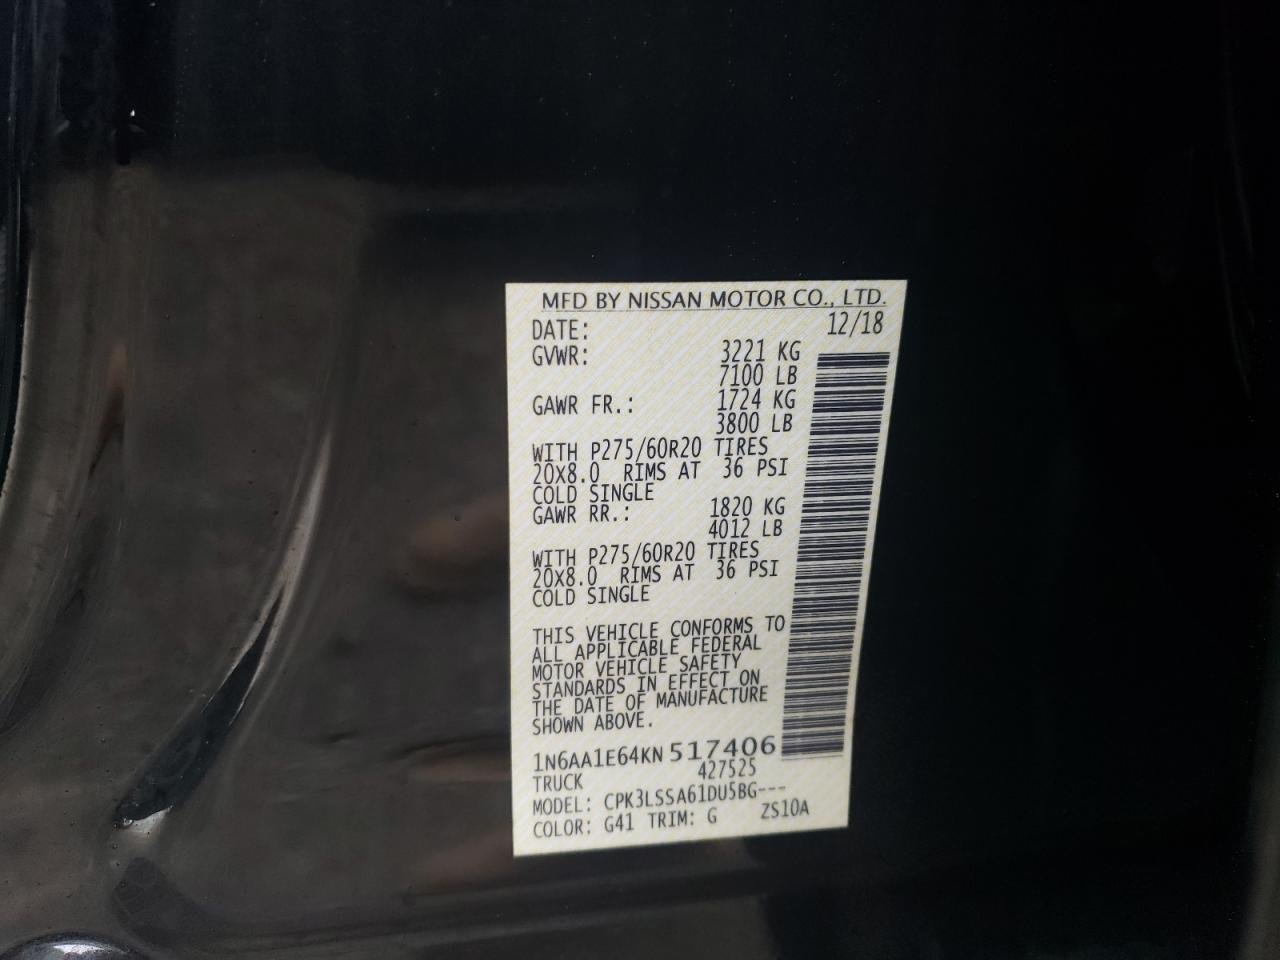 MFD BY NISSAN MOTOR CO., LTD.
DATE: 12/18
GVWR: 3221 KG
7100 LB
GAWR FR.: 1724 KG
3800 LB
WITH P275/60R20 TIRES
20X8.0 RIMS AT 36 PSI
COLD SINGLE
GAWR RR.: 1820 KG
4012 LB
WITH P275/60R20 TIRES
20X8.0 RIMS AT 36 PSI
COLD SINGLE
THIS VEHICLE CONFORMS TO
ALL APPLICABLE FEDERAL
MOTOR VEHICLE SAFETY
STANDARDS IN EFFECT ON
THE DATE OF MANUFACTURE
SHOWN ABOVE.
1N6AA1E64KN517406
TRUCK 427525
MODEL: CPK3LSSA61DU5BG---
COLOR: G41 TRIM: G ZS10A